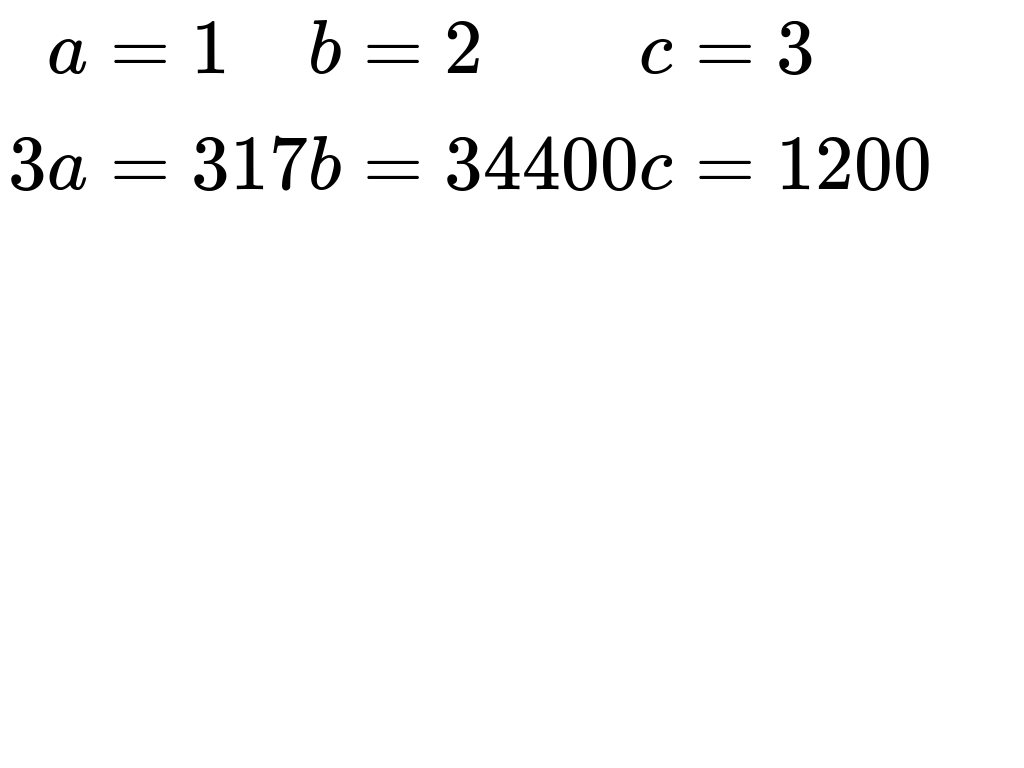 a = 1 b = 2 c = 3
3a = 317b = 34400c = 1200